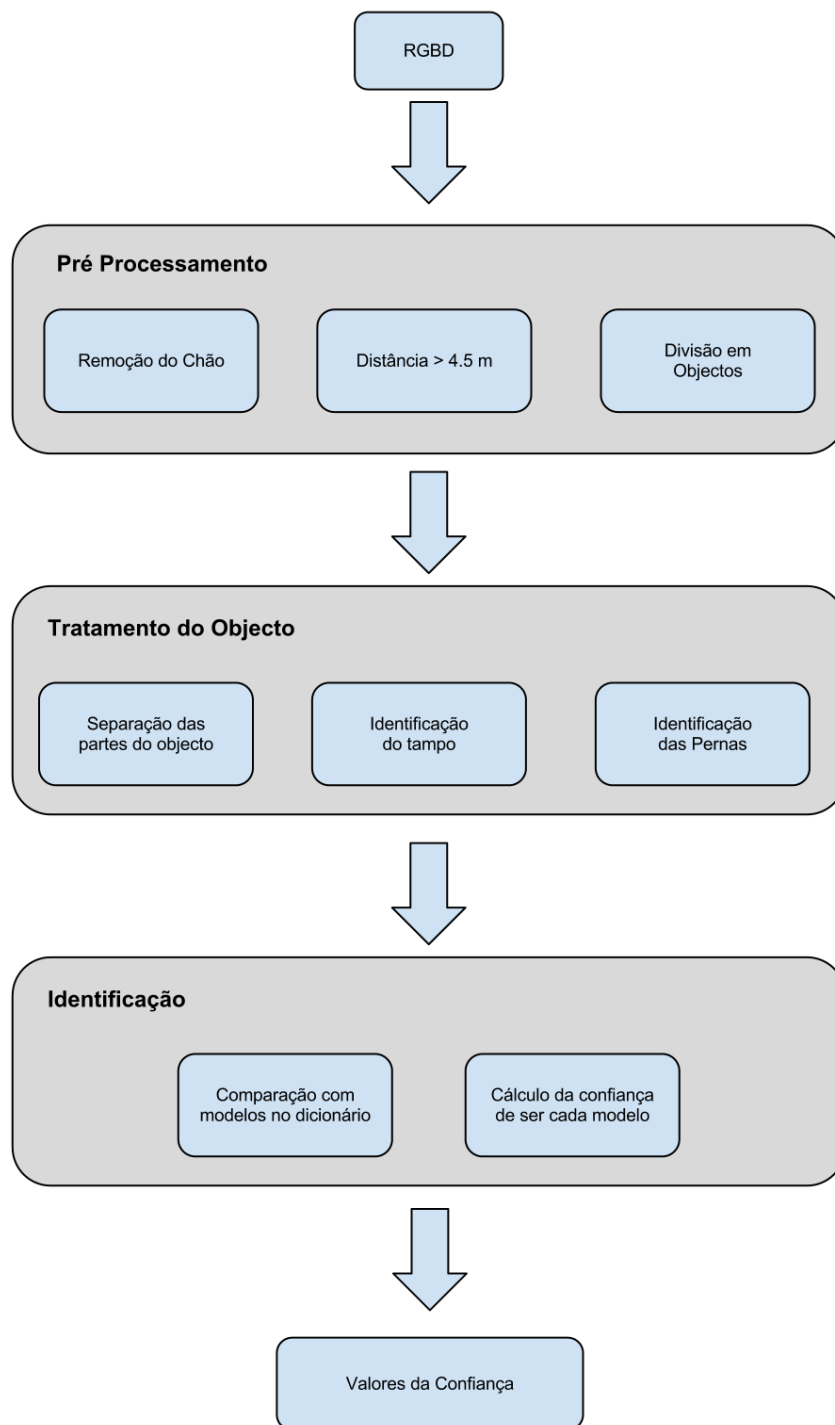 RGBD
Pré Processamento
Remoção do Chão
Distância > 4.5 m
Divisão em
Objectos
Tratamento do Objecto
Separação das
partes do objecto
Identificação
do tampo
Identificação
das Pernas
Identificação
Comparação com
modelos no dicionário
Cálculo da confiança
de ser cada modelo
Valores da Confiança